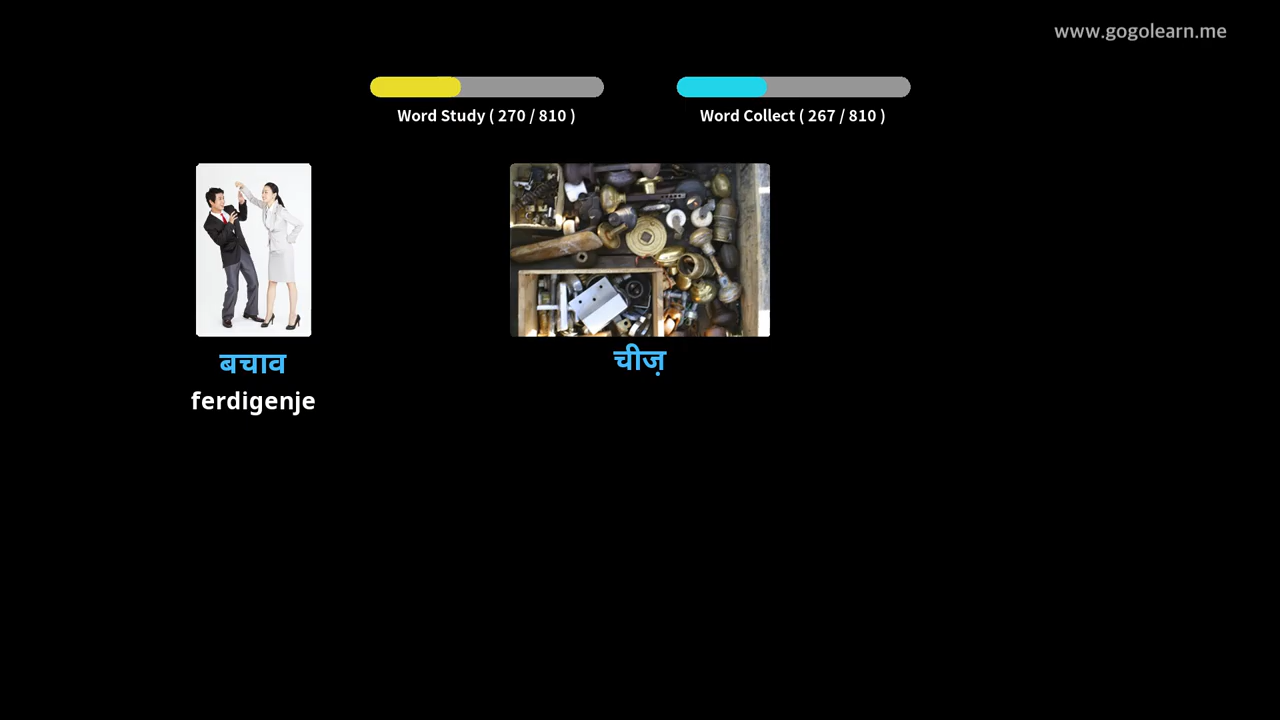 www.gogolearn.me
Word Study ( 270 / 810 )
Word Collect ( 267 / 810 )
बचाव
ferdigenje
चीज़